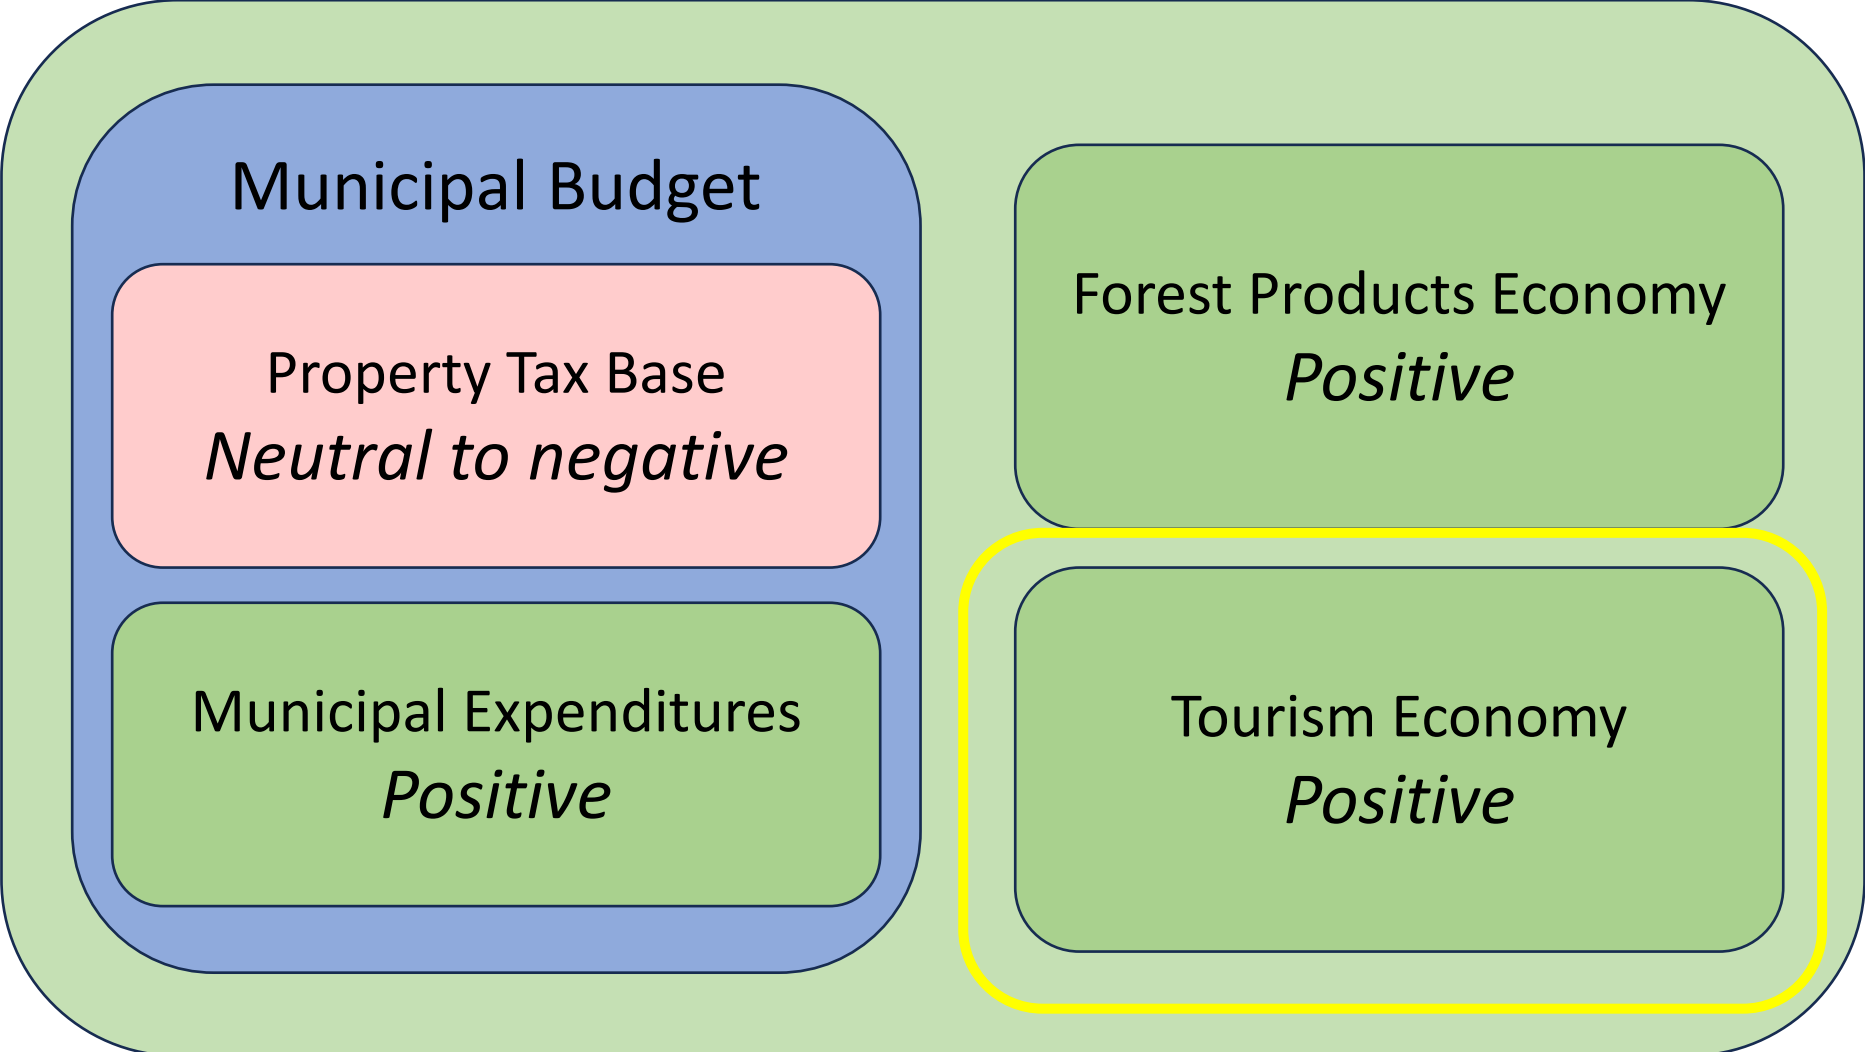 Municipal Budget
Property Tax Base
Neutral to negative
Municipal Expenditures
Positive
Forest Products Economy
Positive
Tourism Economy
Positive